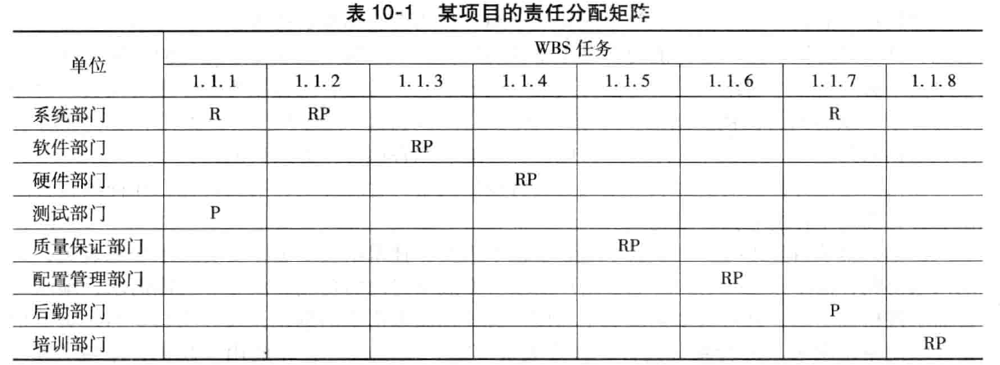 表 10-1 某项目的责任分配矩阵
单位 WBS 任务
1.1.1 1.1.2 1.1.3 1.1.4 1.1.5 1.1.6 1.1.7 1.1.8
系统部门 R RP R
软件部门 RP
硬件部门 RP
测试部门 P
质量保证部门 RP
配置管理部门 RP
后勤部门 P
培训部门 RP